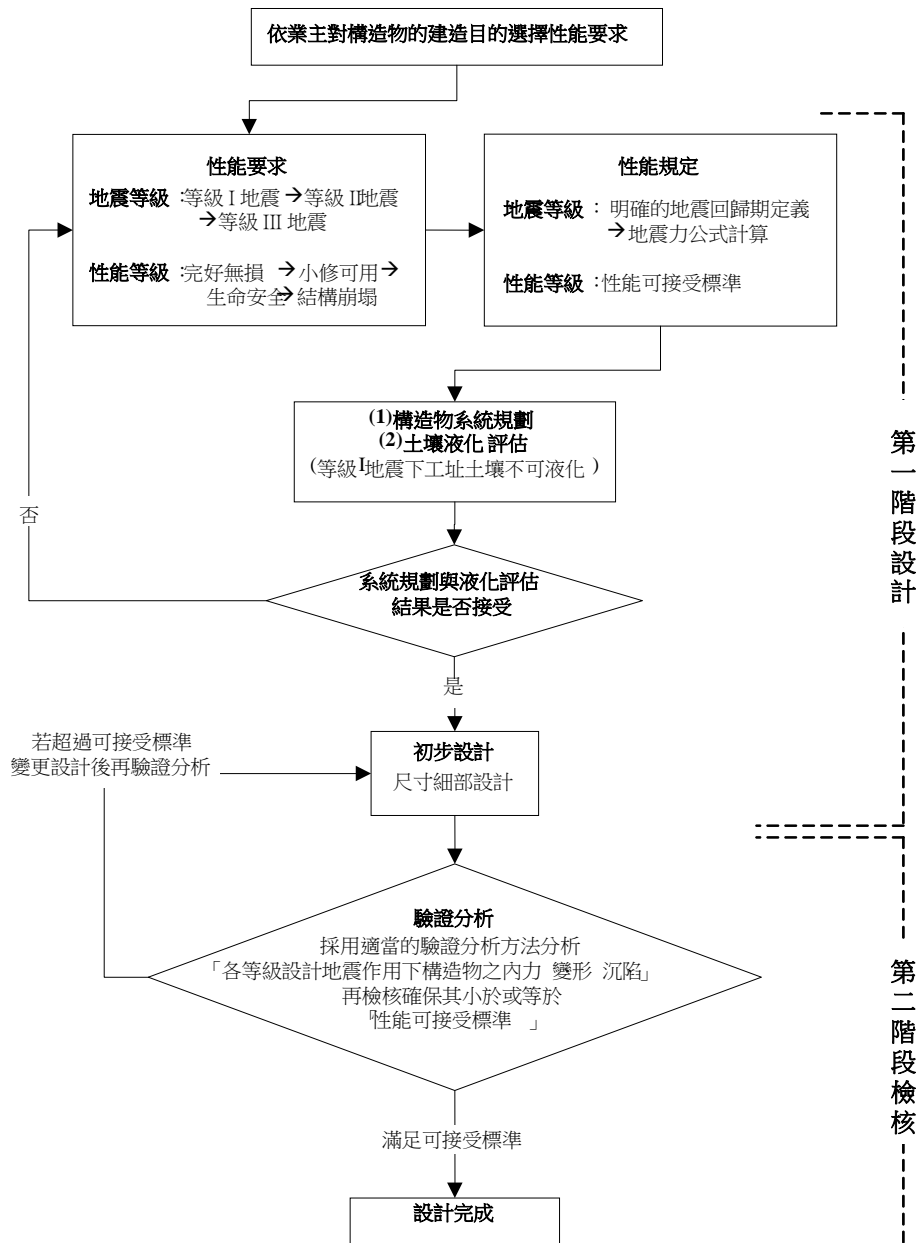 依業主對構造物的建造目的選擇性能要求
性能要求
地震等級 :等級 I 地震 →等級 II地震
→等級 III 地震
性能等級 :完好無損 →小修可用→
生命安全→結構崩塌
性能規定
地震等級 : 明確的地震回歸期定義
→地震力公式計算
性能等級 :性能可接受標準
(1)構造物系統規劃
(2)土壤液化 評估
(等級I地震下工址土壤不可液化 )
否
系統規劃與液化評估
結果是否接受
是
若超過可接受標準
變更設計後再驗證分析
初步設計
尺寸細部設計
驗證分析
採用適當的驗證分析方法分析
「各等級設計地震作用下構造物之內力 變形 沉陷」
再檢核確保其小於或等於
「性能可接受標準 」
滿足可接受標準
設計完成
第一階段設計
第二階段檢核